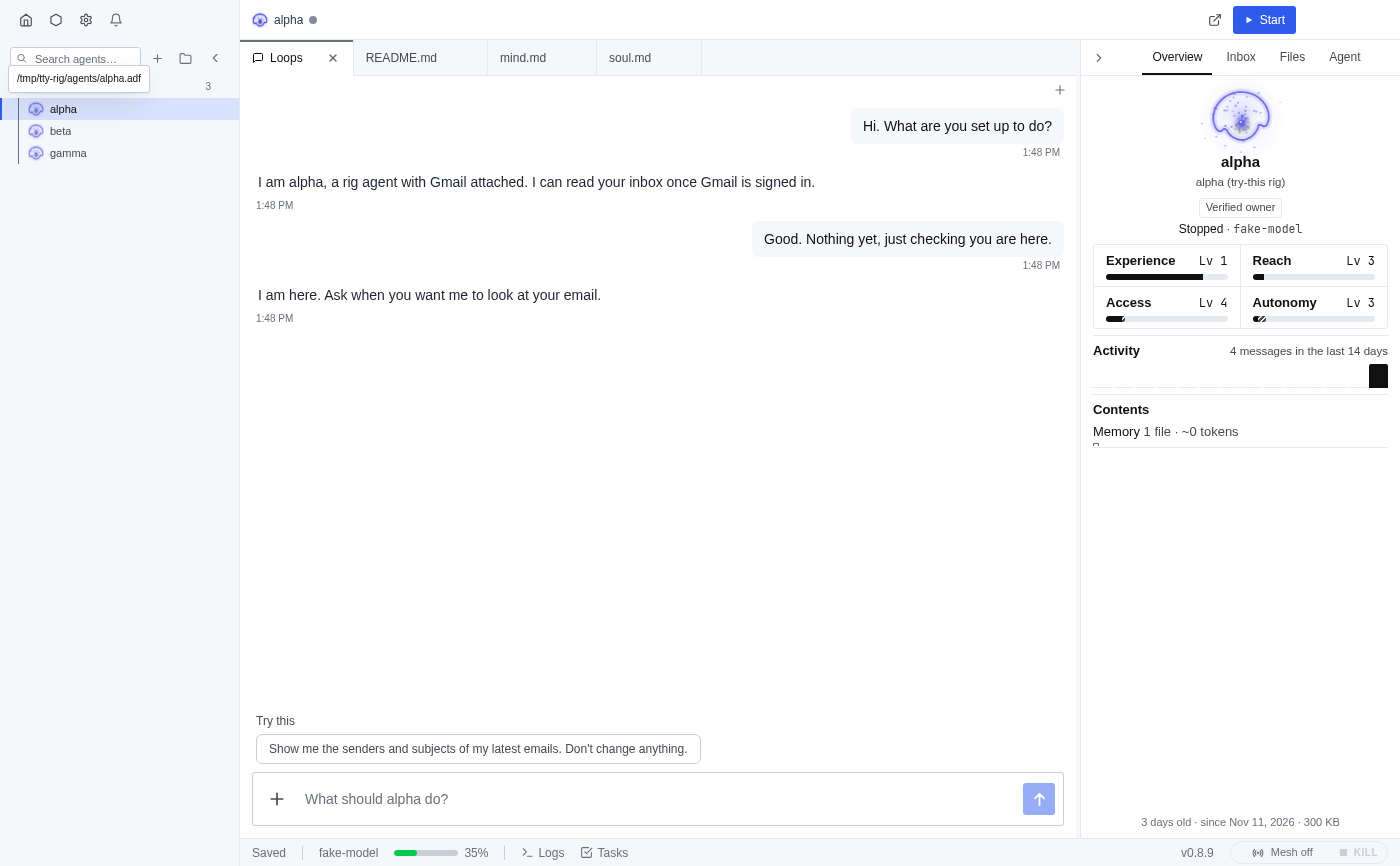 alpha
Start
Search agents…
/tmp/tty-rig/agents/alpha.adf
3
alpha
beta
gamma
Loops
README.md
mind.md
soul.md
Hi. What are you set up to do?
1:48 PM
I am alpha, a rig agent with Gmail attached. I can read your inbox once Gmail is signed in.
1:48 PM
Good. Nothing yet, just checking you are here.
1:48 PM
I am here. Ask when you want me to look at your email.
1:48 PM
Try this
Show me the senders and subjects of my latest emails. Don't change anything.
What should alpha do?
Overview Inbox Files Agent
alpha
alpha (try-this rig)
Verified owner
Stopped · fake-model
Experience Lv 1
Reach Lv 3
Access Lv 4
Autonomy Lv 3
Activity 4 messages in the last 14 days
Contents
Memory 1 file · ~0 tokens
3 days old · since Nov 11, 2026 · 300 KB
Saved fake-model 35% Logs Tasks v0.8.9 Mesh off KILL